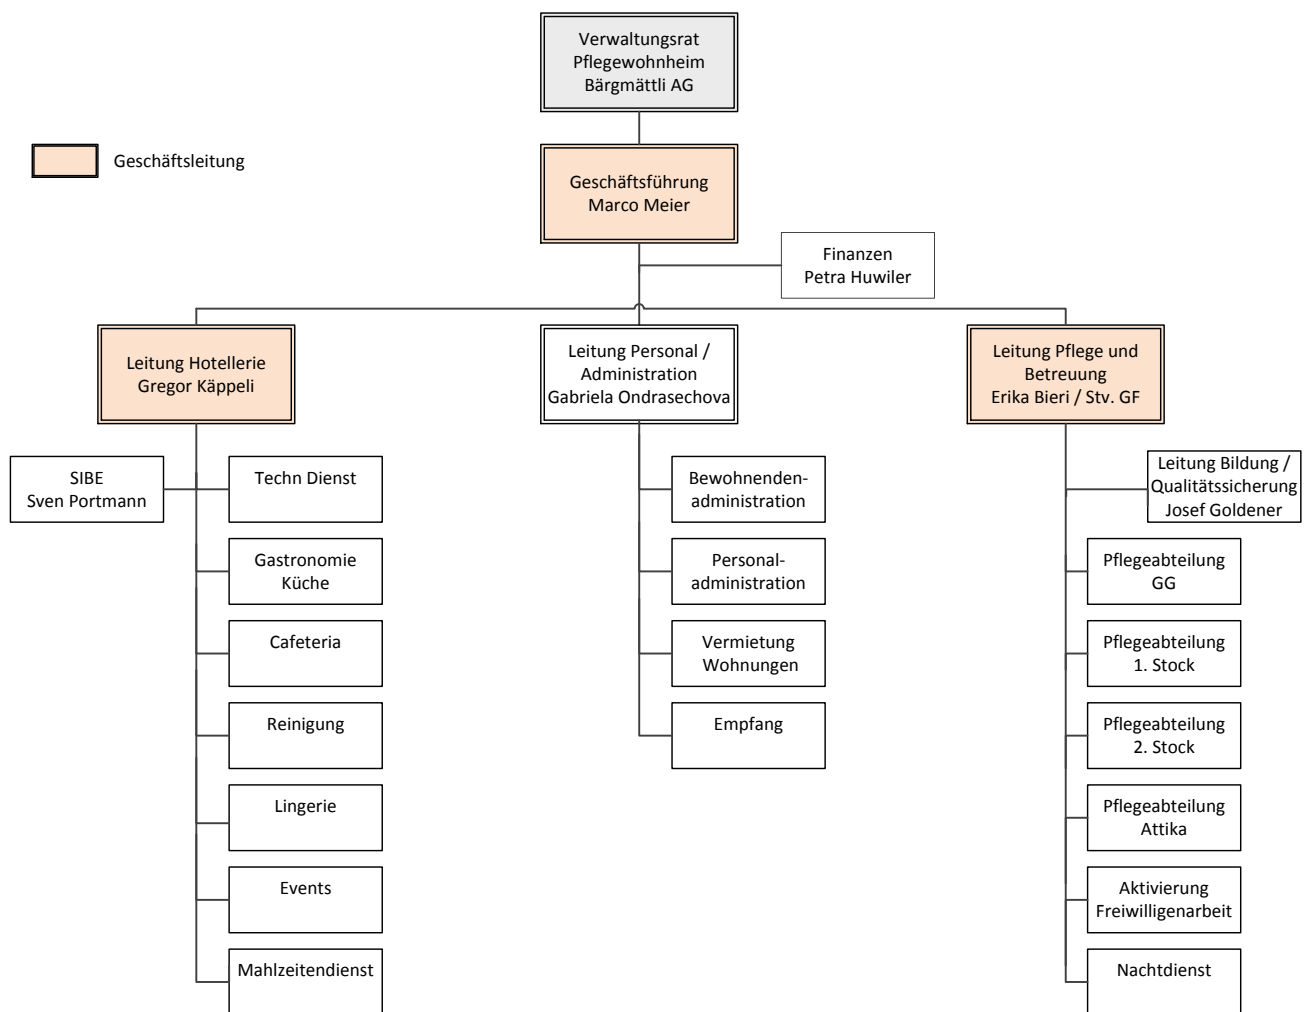 Verwaltungsrat
Pflegewohnheim
Bärgmättli AG
Geschäftsleitung
Geschäftsführung
Marco Meier
Finanzen
Petra Huwiler
Leitung Hotellerie
Gregor Käppeli
Leitung Personal /
Administration
Gabriela Ondrasechova
Leitung Pflege und
Betreuung
Erika Bieri / Stv. GF
SIBE
Sven Portmann
Techn Dienst
Gastronomie
Küche
Cafeteria
Reinigung
Lingerie
Events
Mahlzeitendienst
Bewohnenden-
administration
Personal-
administration
Vermietung
Wohnungen
Empfang
Leitung Bildung /
Qualitätssicherung
Josef Goldener
Pflegeabteilung
GG
Pflegeabteilung
1. Stock
Pflegeabteilung
2. Stock
Pflegeabteilung
Attika
Aktivierung
Freiwilligenarbeit
Nachtdienst